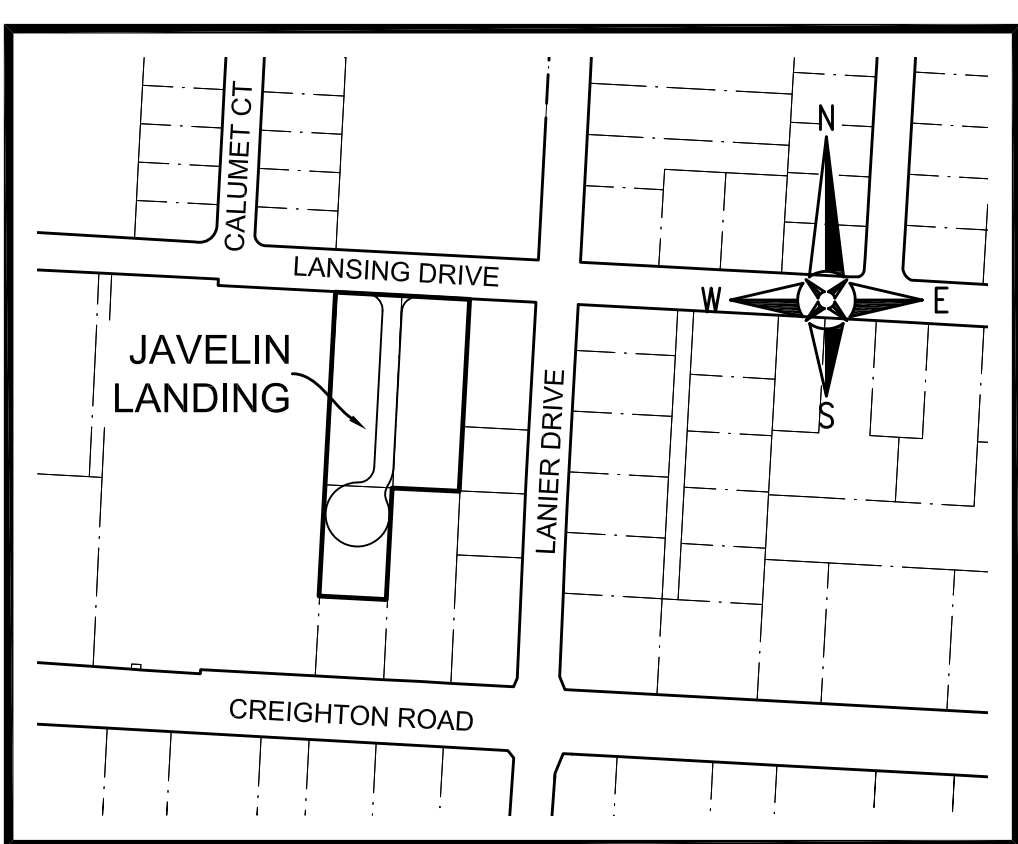 CALUMET CT
N
LANSING DRIVE
W
E
JAVELIN
LANDING
S
LANIER DRIVE
CREIGHTON ROAD